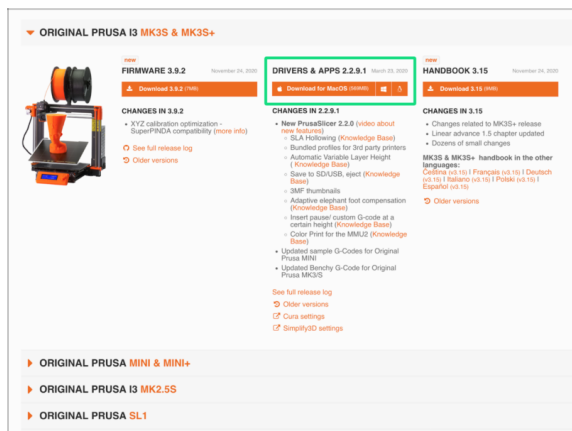 ORIGINAL PRUSA I3 MK3S & MK3S+
new
FIRMWARE 3.9.2 November 24, 2020
Download 3.9.2 (7MB)
CHANGES IN 3.9.2
XYZ calibration optimization -
SuperPINDA compatibility (more info)
See full release log
Older versions
DRIVERS & APPS 2.2.9.1 March 23, 2020
Download for MacOS
CHANGES IN 2.2.9.1
New PrusaSlicer 2.2.0 (video about
new features)
SLA Hollowing (Knowledge Base)
Bundled profiles for 3rd party printers
Automatic Variable Layer Height
( Knowledge Base)
Save to SD/USB, eject (Knowledge
Base)
3MF thumbnails
Adaptive elephant foot compensation
(Knowledge Base)
Insert pause/ custom G-code at a
certain height (Knowledge Base)
Color Print for the MMU2 (Knowledge
Base)
Updated sample G-Codes for Original
Prusa MINI
Updated Benchy G-Code for Original
Prusa MK3/S
See full release log
Older versions
Cura settings
Simplify3D settings
new
HANDBOOK 3.15 November 24, 2020
Download 3.15
CHANGES IN 3.15
Changes related to MK3S+ release
Linear advance 1.5 chapter updated
Dozens of small changes
MK3S & MK3S+ handbook in the other
languages:
Čeština (v3.15) I Français (v3.15) I Deutsch
(v3.15) I Italiano (v3.15) I Polski (v3.15) I
Español (v3.15)
Older versions
ORIGINAL PRUSA MINI & MINI+
ORIGINAL PRUSA I3 MK2.5S
ORIGINAL PRUSA SL1